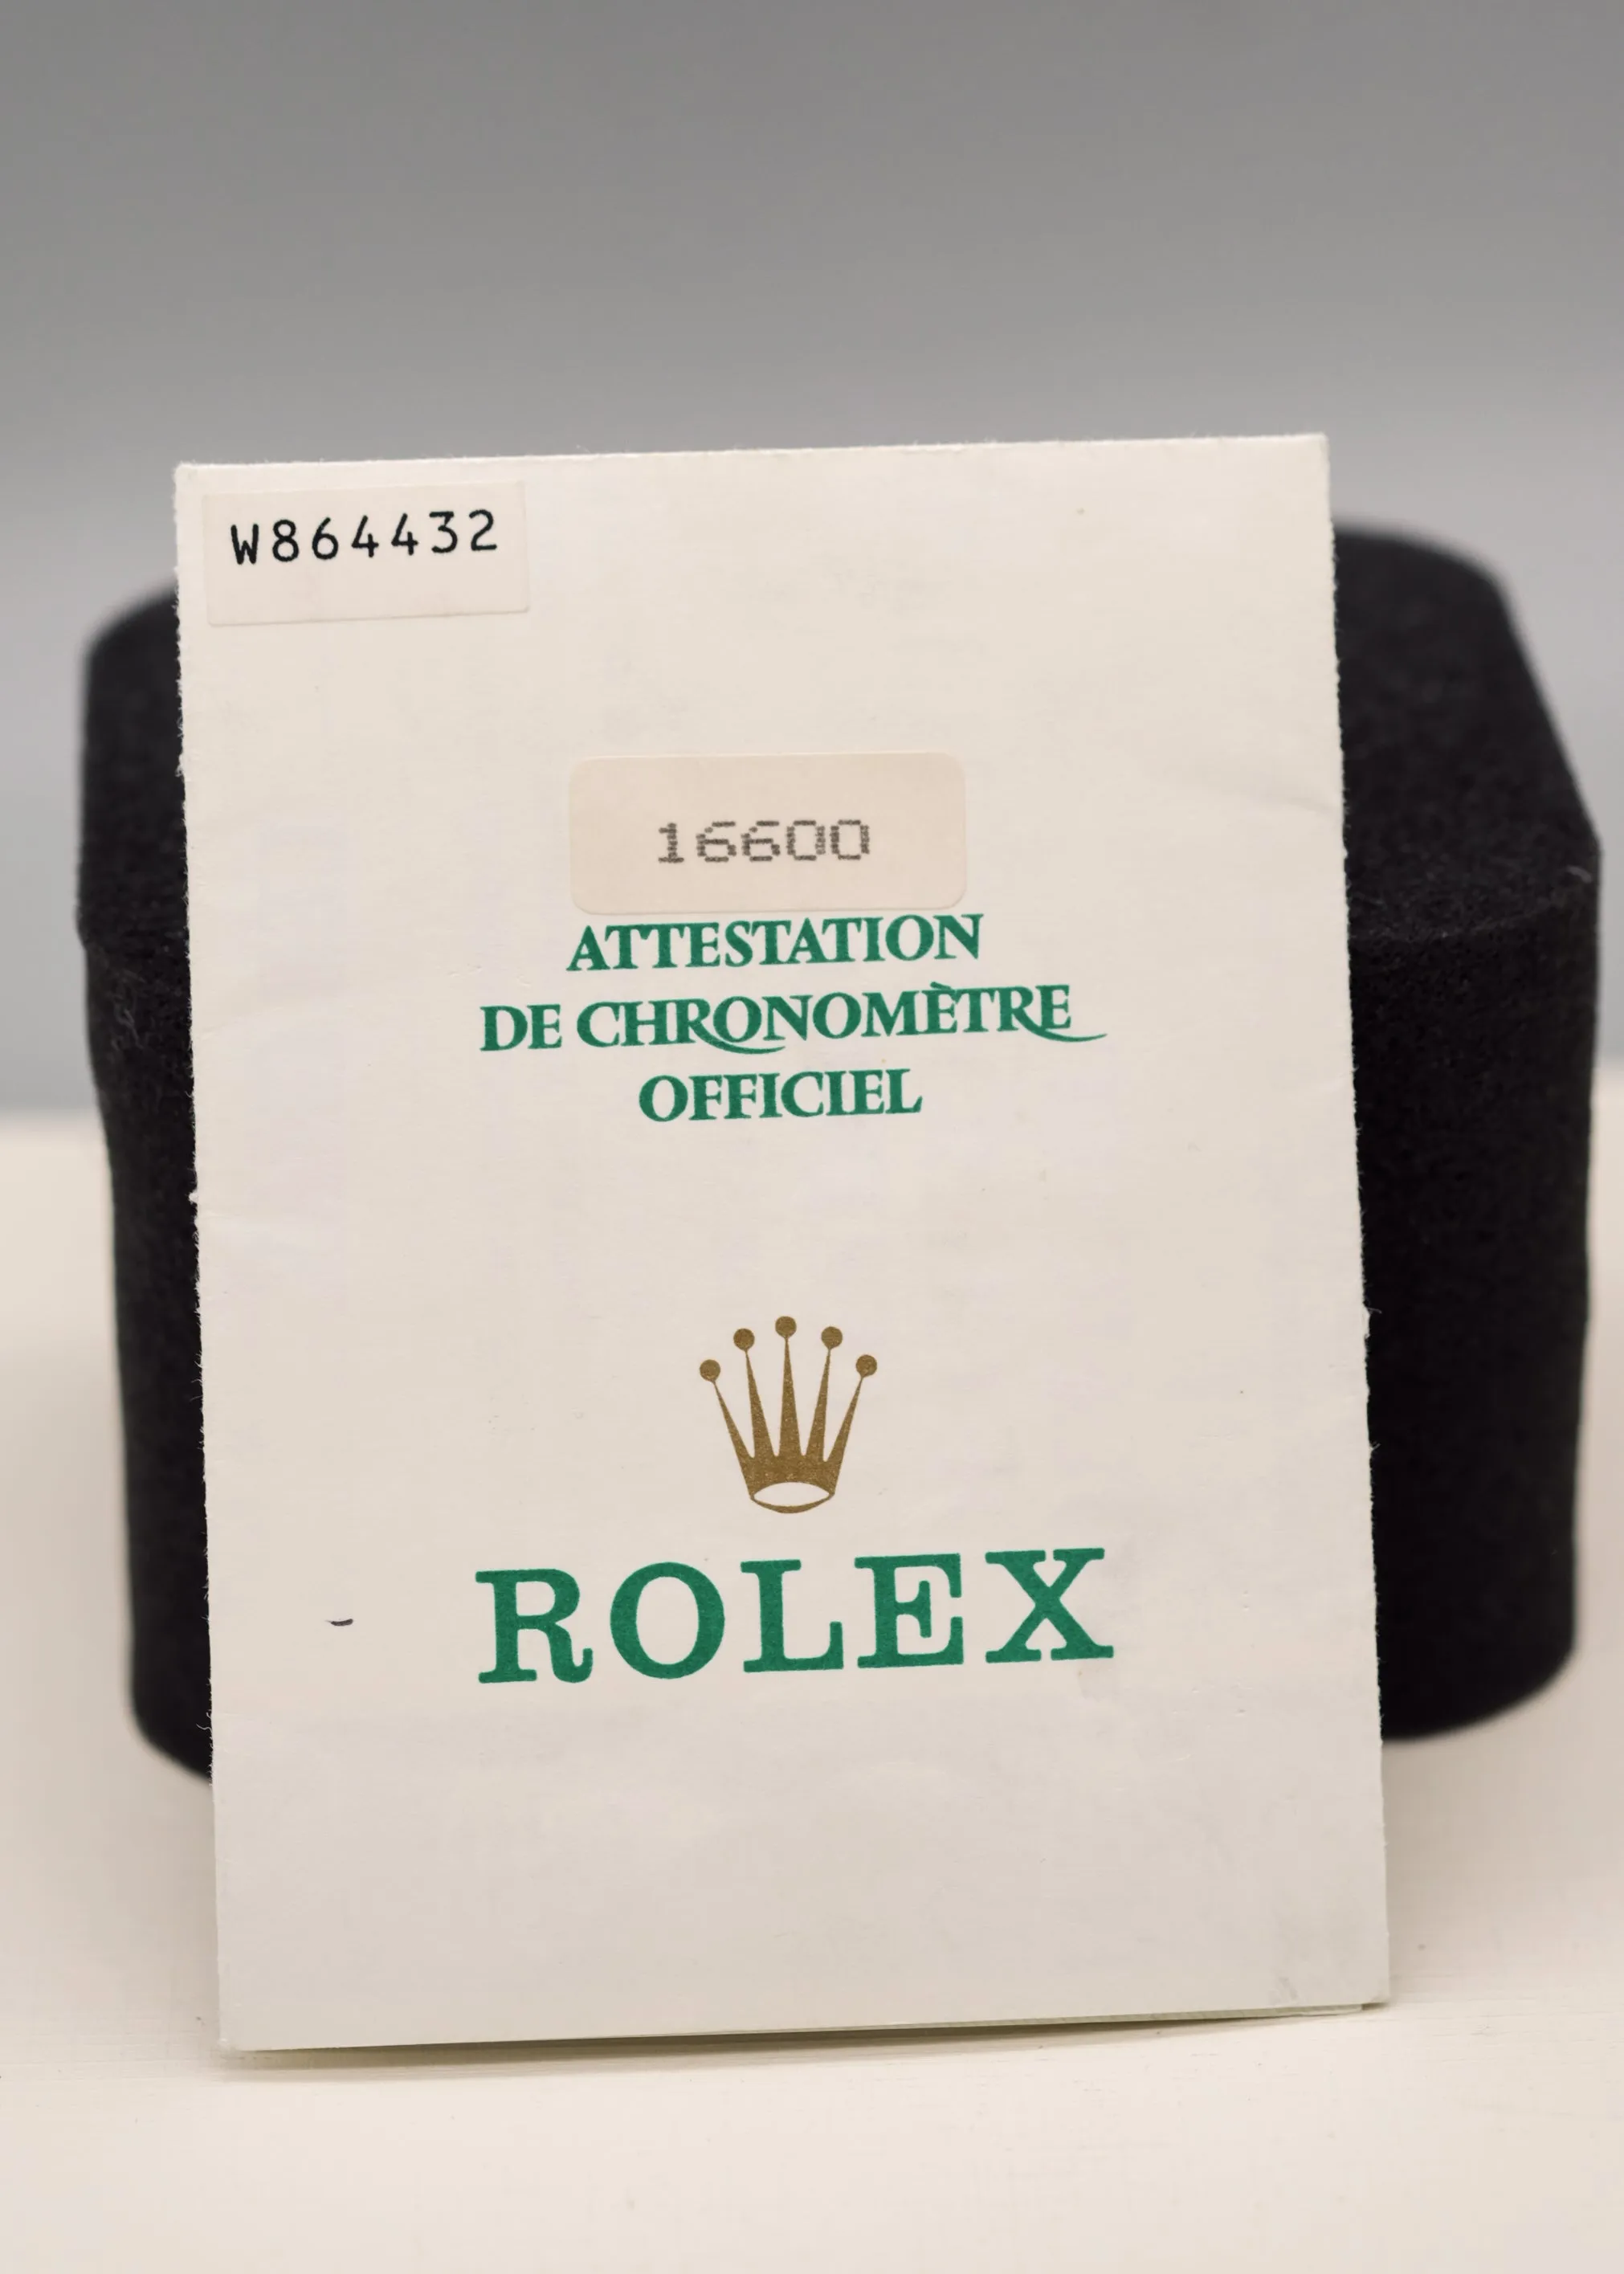 W864432
16600
ATTESTATION
DE CHRONOMÈTRE
OFFICIEL
ROLEX